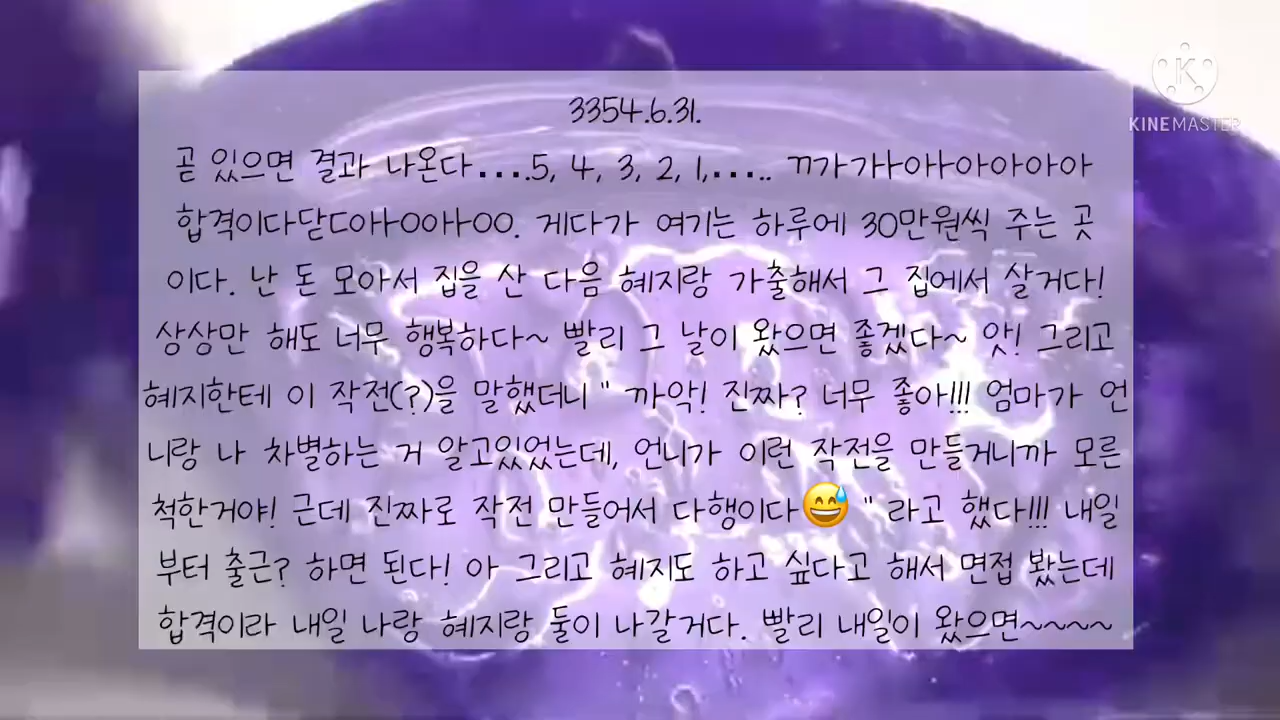 3354.6.31.
곧 있으면 결과 나온다....5, 4, 3, 2, 1,..... ㄲ가가ㅏ아ㅏ아아아아
합격이다닫ㄷ아ㅏㅇ아ㅏㅇㅇ. 게다가 여기는 하루에 30만원씩 주는 곳
이다. 난 돈 모아서 집을 산 다음 혜지랑 가출해서 그 집에서 살거다!
상상만 해도 너무 행복하다~ 빨리 그 날이 왔으면 좋겠다~ 앗! 그리고
혜지한테 이 작전(?)을 말했더니 " 까악! 진짜? 너무 좋아!!! 엄마가 언
니랑 나 차별하는 거 알고있었는데, 언니가 이런 작전을 만들거니까 모른
척한거야! 근데 진짜로 작전 만들어서 다행이다😅 " 라고 했다!!! 내일
부터 출근? 하면 된다! 아 그리고 혜지도 하고 싶다고 해서 면접 봤는데
합격이라 내일 나랑 혜지랑 둘이 나갈거다. 빨리 내일이 왔으면~~~~
KINEMASTER